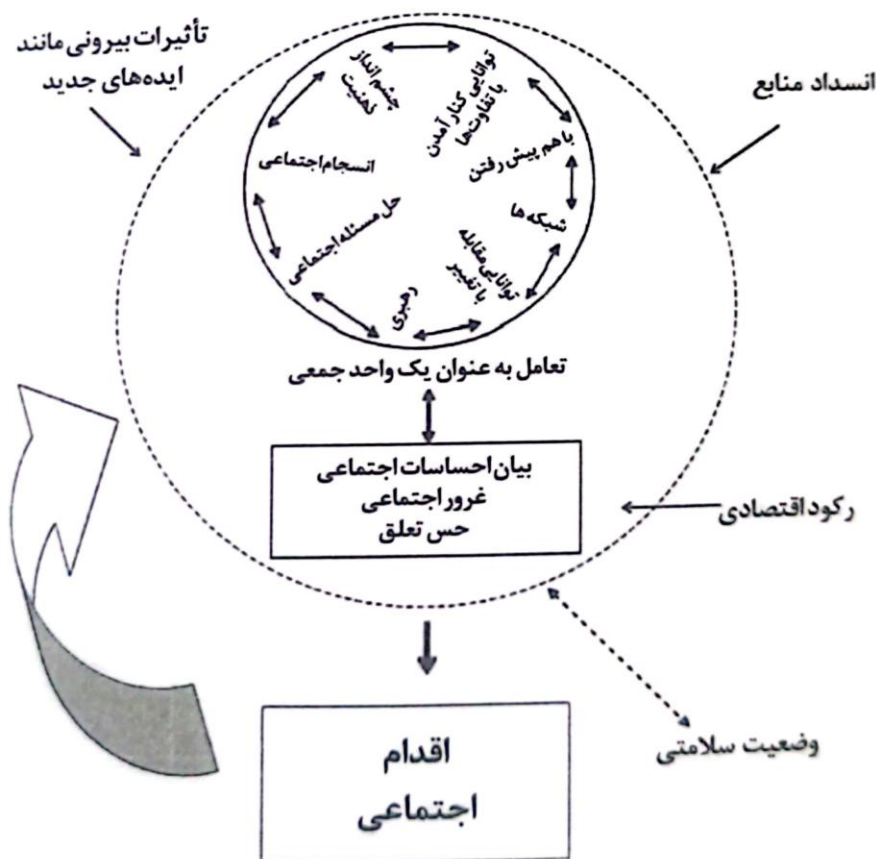 تأثیرات بیرونی مانند
ایده‌های جدید
انسداد منابع
چشم انداز
ذهنیت
توانایی کنار آمدن
با تفاوت‌ها
با هم پیش رفتن
انسجام اجتماعی
شبکه ها
حل مسئله اجتماعی
توانایی مقابله
با تغییر
رهبری
تعامل به عنوان یک واحد جمعی
بیان احساسات اجتماعی
غرور اجتماعی
حس تعلق
رکود اقتصادی
وضعیت سلامتی
اقدام
اجتماعی